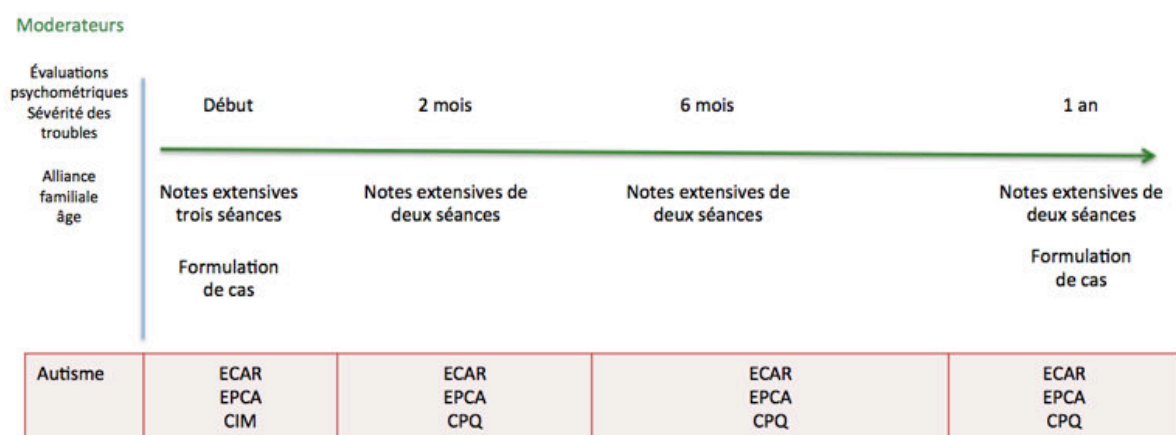 Moderateurs
Évaluations
psychométriques
Sévérité des
troubles
Alliance
familiale
âge
Début
2 mois
6 mois
1 an
Notes extensives
trois séances
Notes extensives de
deux séances
Notes extensives de
deux séances
Notes extensives de
deux séances
Formulation
de cas
Formulation
de cas
Autisme
ECAR
EPCA
CIM
ECAR
EPCA
CPQ
ECAR
EPCA
CPQ
ECAR
EPCA
CPQ